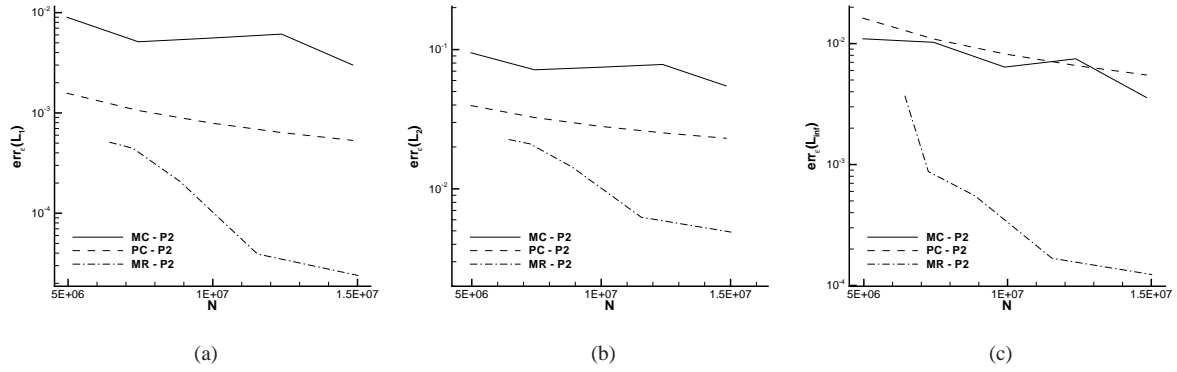 10^-2
10^-3
10^-4
err_ε(L_1)
MC - P2
PC - P2
MR - P2
5E+06
1E+07
1.5E+07
N
(a)
10^-1
10^-2
err_ε(L_2)
MC - P2
PC - P2
MR - P2
5E+06
1E+07
1.5E+07
N
(b)
10^-2
10^-3
10^-4
err_ε(L_inf)
MC - P2
PC - P2
MR - P2
5E+06
1E+07
1.5E+07
N
(c)